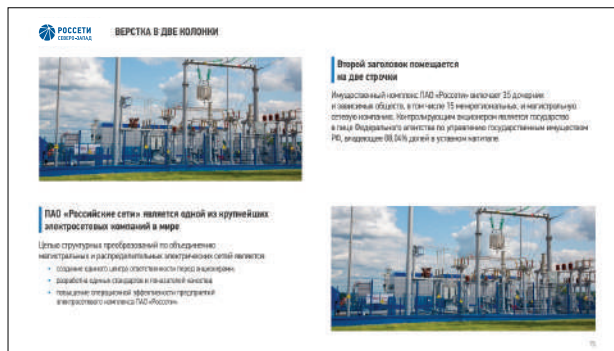 РОССЕТИ
СЕВЕРО-ЗАПАД
ВЕРСТКА В ДВЕ КОЛОНКИ
Второй заголовок помещается
на две строчки
Имущественный комплекс ПАО «Россети» включает 35 дочерних
и зависимых обществ, в том числе 15 межрегиональных, и магистральную
сетевую компанию. Контролирующим акционером является государство
в лице Федерального агентства по управлению государственным имуществом
РФ, владеющее 88,04% долей в уставном капитале.
ПАО «Российские сети» является одной из крупнейших
электросетевых компаний в мире
Целью структурных преобразований по объединению
магистральных и распределительных электрических сетей является:
• создание единого центра ответственности перед акционерами;
• разработка единых стандартов и показателей качества;
• повышение операционной эффективности предприятий
электросетевого комплекса ПАО «Россети».